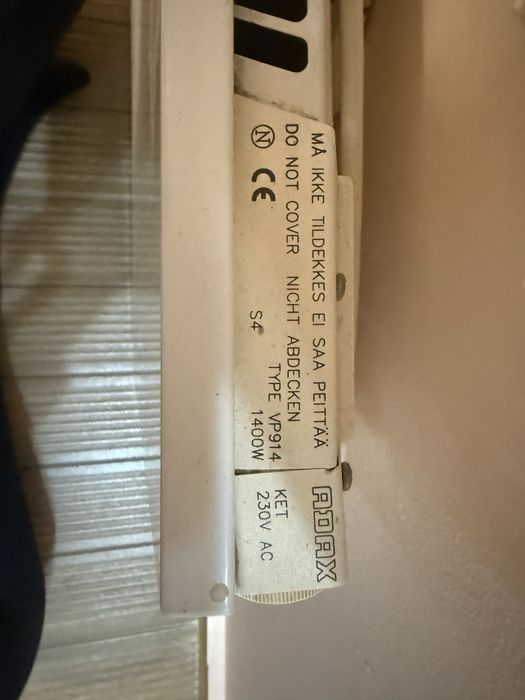 MÅ IKKE TILDEKKES EI SAA PEITTÄÄ
DO NOT COVER NICHT ABDECKEN
N CE S4
TYPE VP914
1400W
ADAX
KET
230V AC